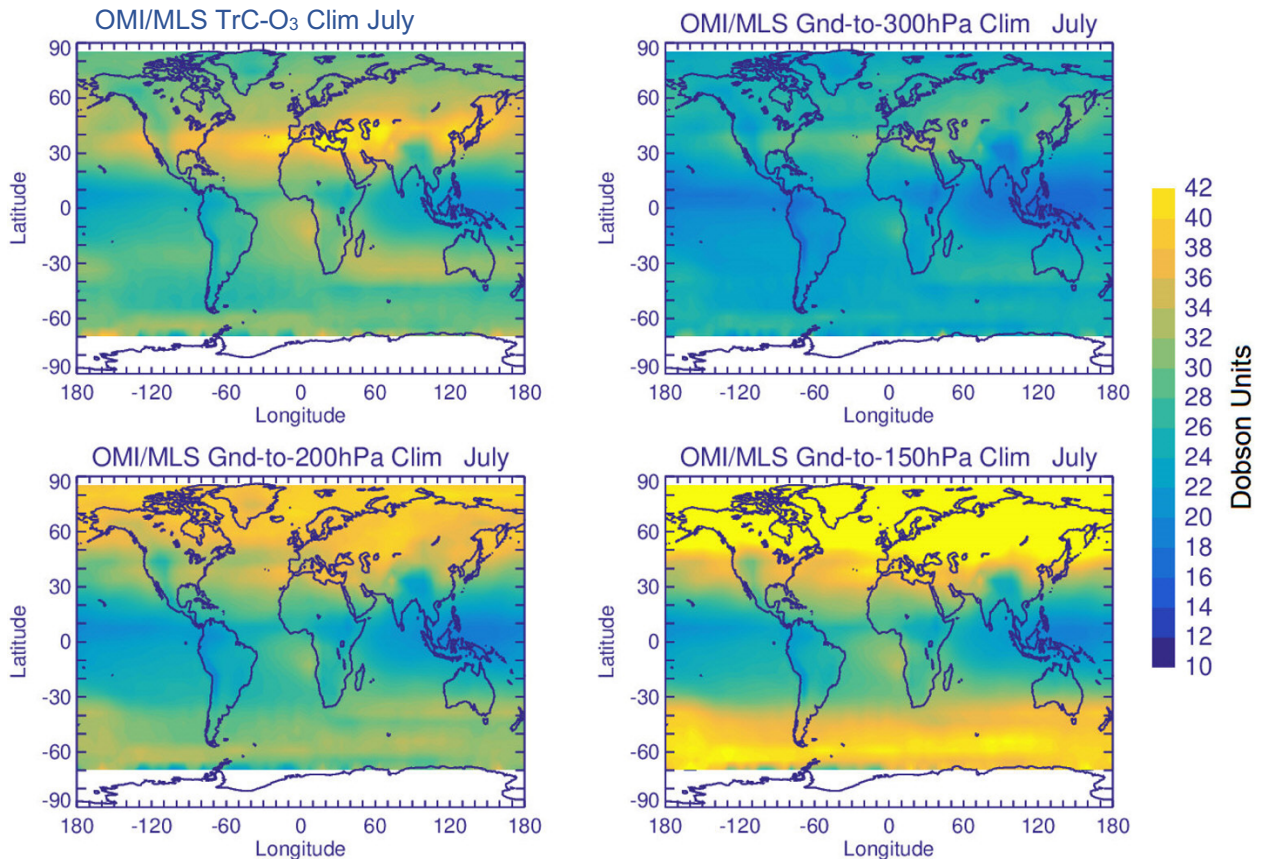 OMI/MLS TrC-O₃ Clim July
90
60
30
0
-30
-60
-90
Latitude
180 -120 -60 0 60 120 180
Longitude
OMI/MLS Gnd-to-300hPa Clim July
90
60
30
0
-30
-60
-90
Latitude
180 -120 -60 0 60 120 180
Longitude
OMI/MLS Gnd-to-200hPa Clim July
90
60
30
0
-30
-60
-90
Latitude
180 -120 -60 0 60 120 180
Longitude
OMI/MLS Gnd-to-150hPa Clim July
90
60
30
0
-30
-60
-90
Latitude
180 -120 -60 0 60 120 180
Longitude
42
40
38
36
34
32
30
28
26
24
22
20
18
16
14
12
10
Dobson Units